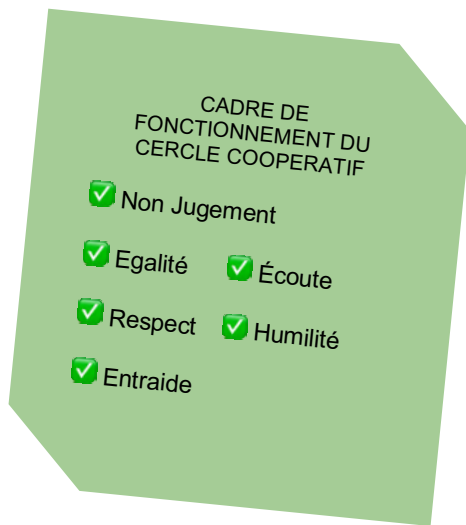 CADRE DE
FONCTIONNEMENT DU
CERCLE COOPERATIF
✅ Non Jugement
✅ Egalité ✅ Écoute
✅ Respect ✅ Humilité
✅ Entraide